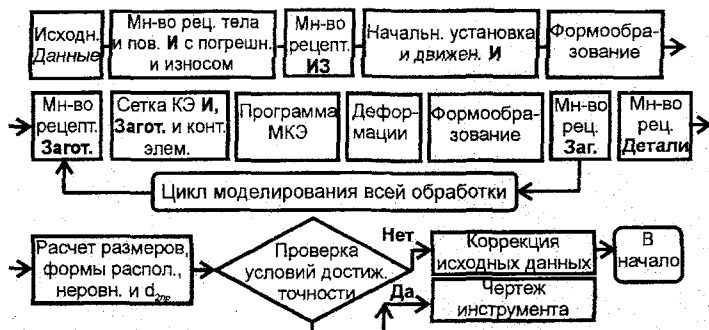 Исходн.
Данные
Мн-во рец. тела
и пов. И с погрешн.
и износом
Мн-во
рецепт.
ИЗ
Начальн. установка
и движен. И
Формообра-
зование
Мн-во
рецепт.
Загот.
Сетка КЭ И,
Загот. и конт.
элем.
Программа
МКЭ
Дефор-
мации
Формообра-
зование
Мн-во
рец.
Заг.
Мн-во
рец.
Детали
Цикл моделирования всей обработки
Расчет размеров,
формы распол.,
неровн. и d2пр
Проверка
условий достиж.
точности
Нет
Коррекция
исходных данных
В
начало
Да
Чертеж
инструмента